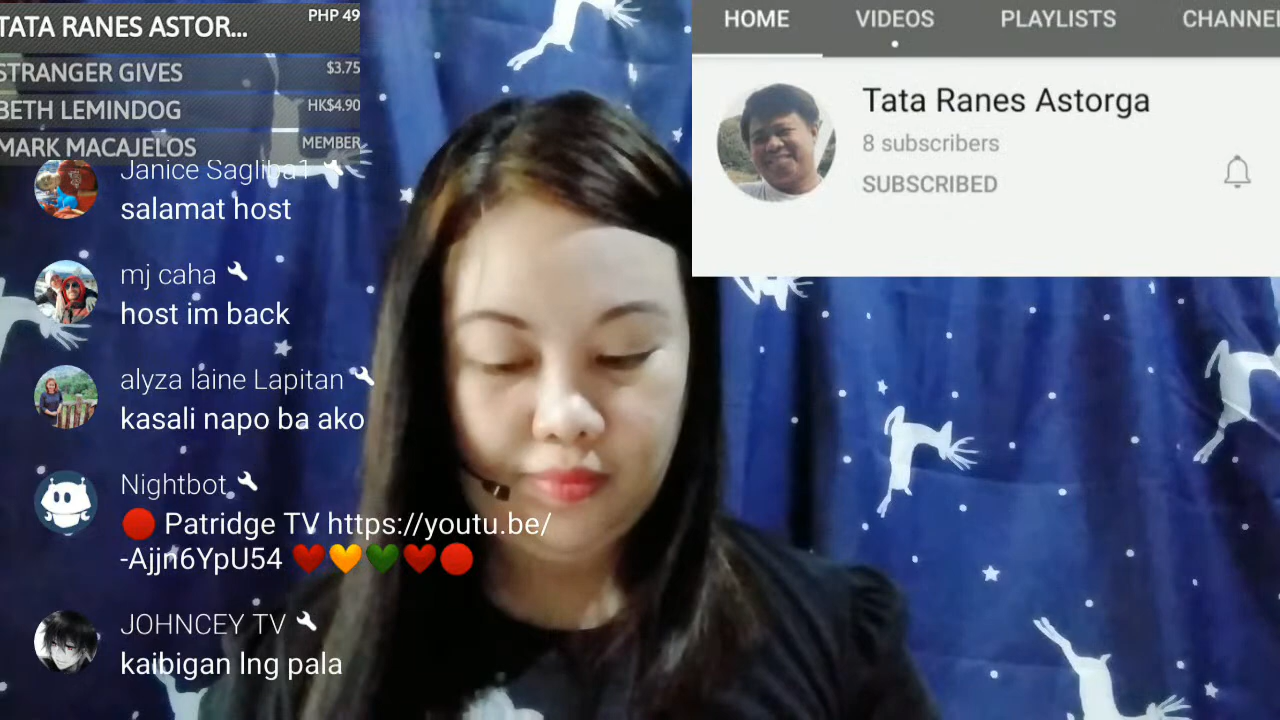 TATA RANES ASTOR... PHP 49
STRANGER GIVES $3.75
BETH LEMINDOG HK$4.90
MARK MACAJELOS MEMBER
Janice Sagliba1
salamat host
mj caha
host im back
alyza laine Lapitan
kasali napo ba ako
Nightbot
🔴 Patridge TV https://youtu.be/
-Ajjn6YpU54 ❤️🧡💚❤️🔴
JOHNCEY TV
kaibigan lng pala
HOME VIDEOS PLAYLISTS CHANNE
Tata Ranes Astorga
8 subscribers
SUBSCRIBED